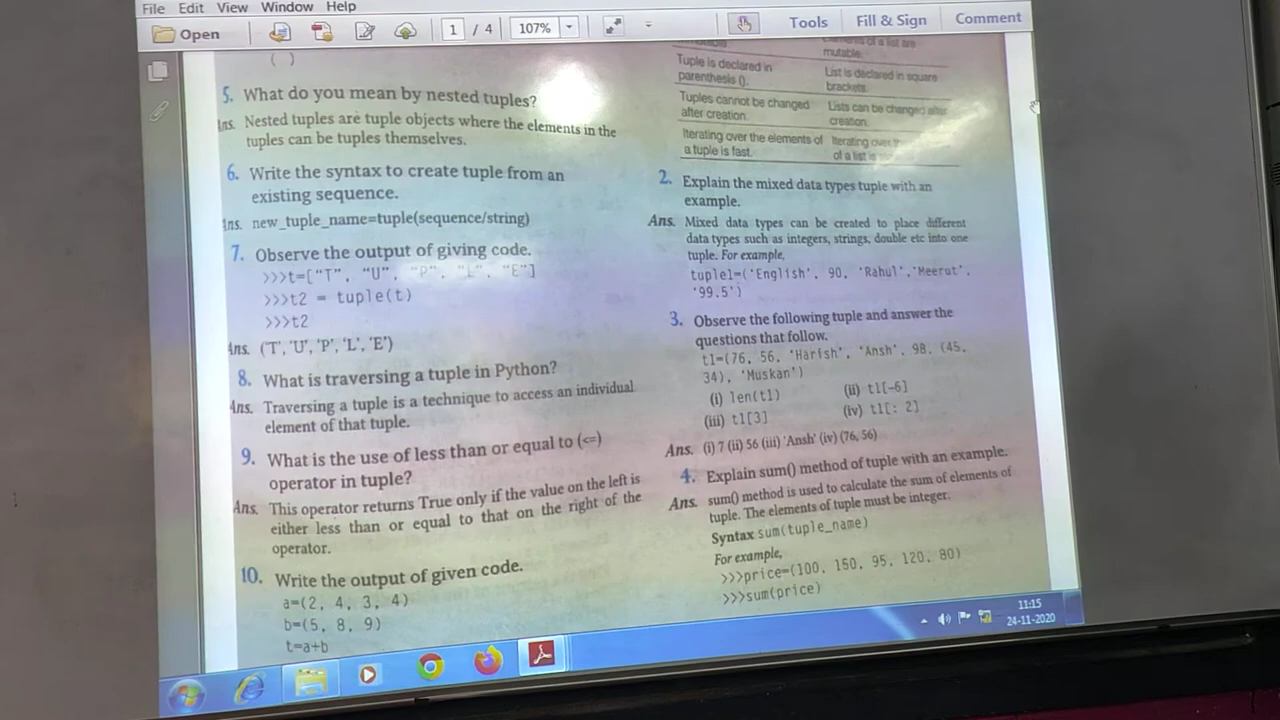 File Edit View Window Help
Open
1 / 4
107%
Tools
Fill & Sign
Comment
( )
5. What do you mean by nested tuples?
Ans. Nested tuples are tuple objects where the elements in the
tuples can be tuples themselves.
6. Write the syntax to create tuple from an
existing sequence.
Ans. new_tuple_name=tuple(sequence/string)
7. Observe the output of giving code.
>>>t=["T", "U", "P", "L", "E"]
>>>t2 = tuple(t)
>>>t2
Ans. (T', 'U', 'P', 'L', 'E')
8. What is traversing a tuple in Python?
Ans. Traversing a tuple is a technique to access an individual
element of that tuple.
9. What is the use of less than or equal to (<=)
operator in tuple?
Ans. This operator returns True only if the value on the left is
either less than or equal to that on the right of the
operator.
10. Write the output of given code.
a=(2, 4, 3, 4)
b=(5, 8, 9)
t=a+b
of a list are
mutable.
Tuple is declared in
parenthesis ().
List is declared in square
brackets.
Tuples cannot be changed
after creation.
Lists can be changed after
creation.
Iterating over the elements of
a tuple is fast.
Iterating over
of a list is
2. Explain the mixed data types tuple with an
example.
Ans. Mixed data types can be created to place different
data types such as integers, strings, double etc into one
tuple. For example,
tuple1=('English', 90, 'Rahul','Meerut',
'99.5')
3. Observe the following tuple and answer the
questions that follow.
t1=(76, 56, 'Harish', 'Ansh', 98, (45,
34), 'Muskan')
(i) len(t1) (ii) t1[-6]
(iii) t1[3] (iv) t1[: 2]
Ans. (i) 7 (ii) 56 (iii) 'Ansh' (iv) (76, 56)
4. Explain sum() method of tuple with an example.
Ans. sum() method is used to calculate the sum of elements of
tuple. The elements of tuple must be integer.
Syntax sum(tuple_name)
For example,
>>>price=(100, 150, 95, 120, 80)
>>>sum(price)
11:15
24-11-2020